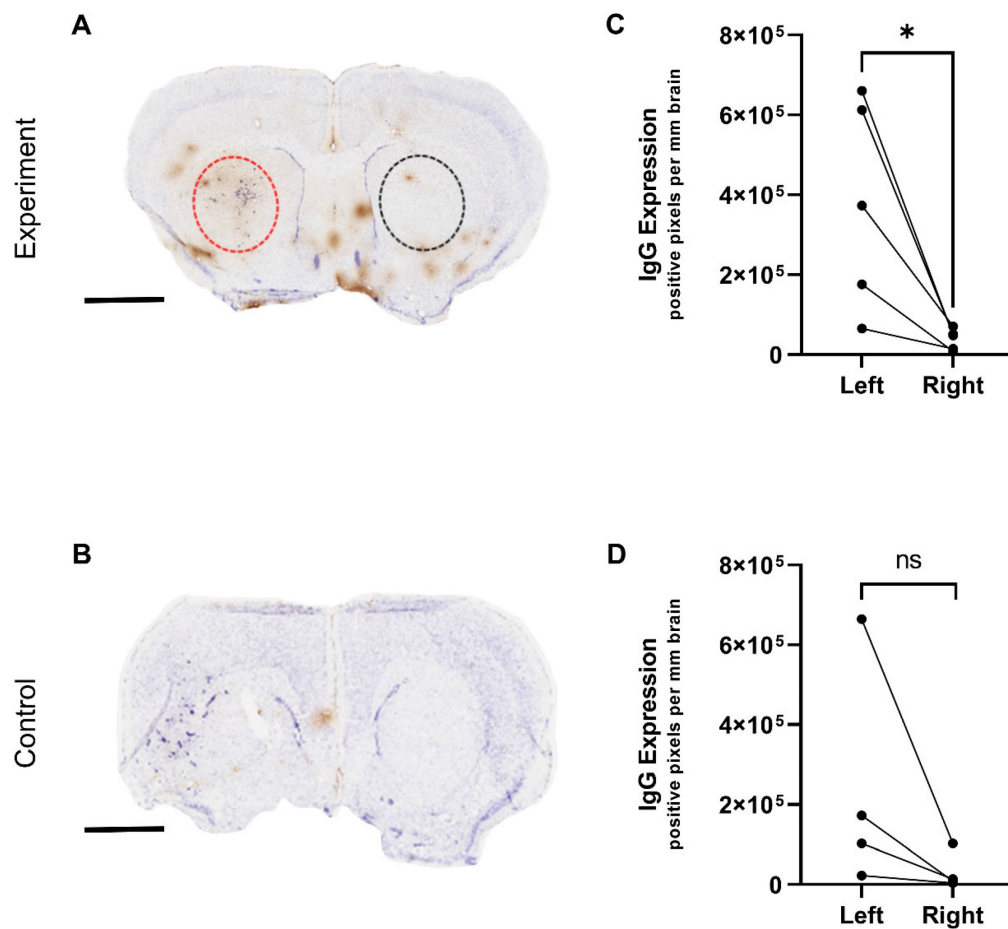 A
Experiment
B
Control
C
IgG Expression
positive pixels per mm brain
8×10⁵
6×10⁵
4×10⁵
2×10⁵
0
*
Left Right
D
IgG Expression
positive pixels per mm brain
8×10⁵
6×10⁵
4×10⁵
2×10⁵
0
ns
Left Right